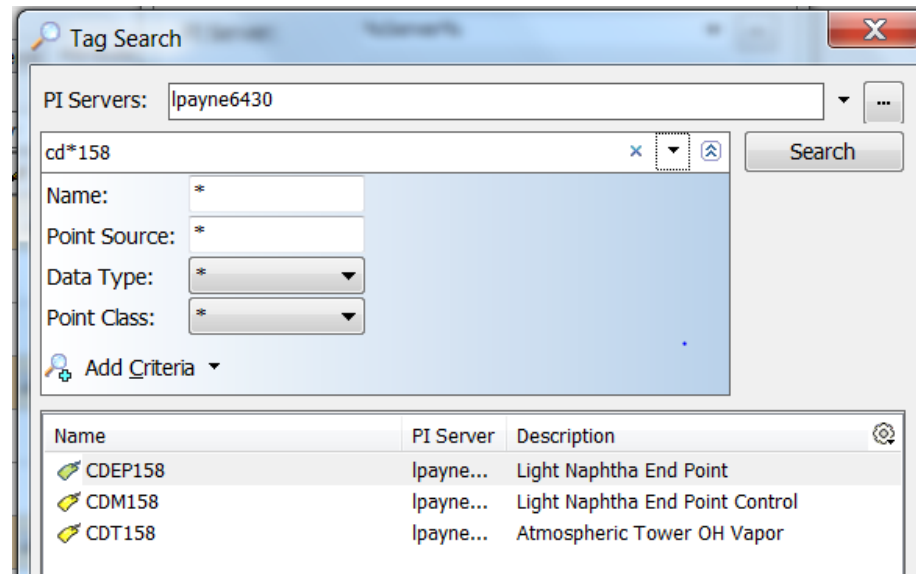 Tag Search
PI Servers: lpayne6430 ...
cd*158 Search
Name: *
Point Source: *
Data Type: *
Point Class: *
Add Criteria
Name PI Server Description
CDEP158 lpayne... Light Naphtha End Point
CDM158 lpayne... Light Naphtha End Point Control
CDT158 lpayne... Atmospheric Tower OH Vapor